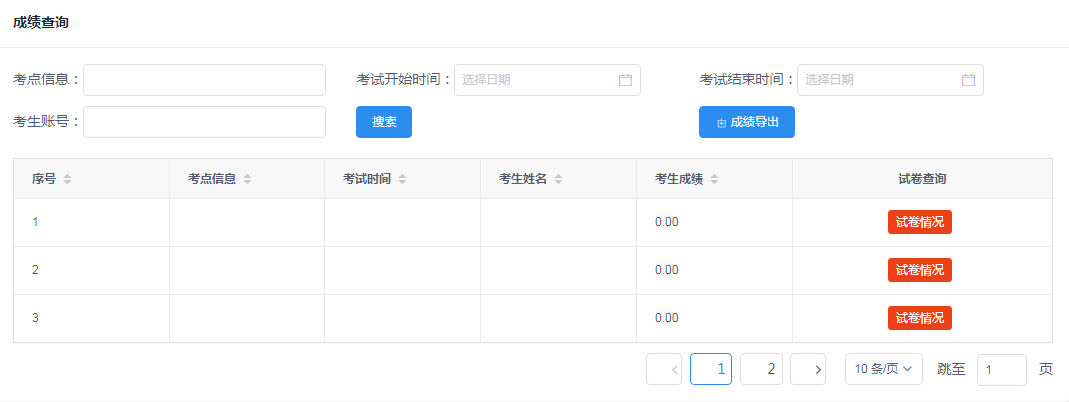 成绩查询
考点信息： 考试开始时间： 选择日期 考试结束时间： 选择日期
考生账号： 搜索 成绩导出
序号 考点信息 考试时间 考生姓名 考生成绩 试卷查询
1 0.00 试卷情况
2 0.00 试卷情况
3 0.00 试卷情况
1 2 10 条/页 跳至 1 页